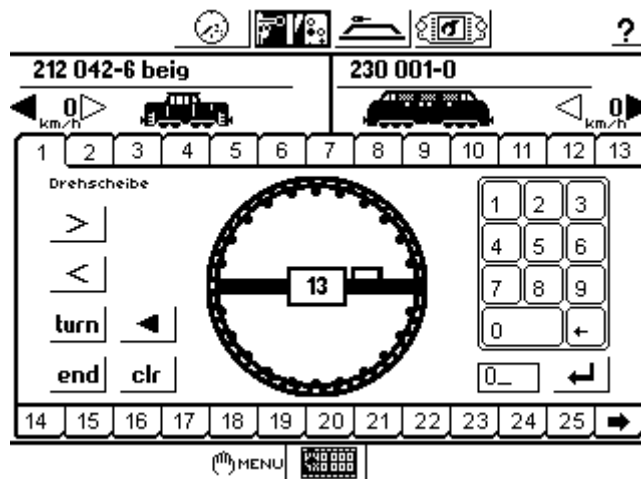 ?
212 042-6 beig 230 001-0
0 km/h 0 km/h
1 2 3 4 5 6 7 8 9 10 11 12 13
Drehscheibe
>
<
turn ◀
end clr
13
1 2 3
4 5 6
7 8 9
0 ←
0_ ↵
14 15 16 17 18 19 20 21 22 23 24 25 ➡
MENU